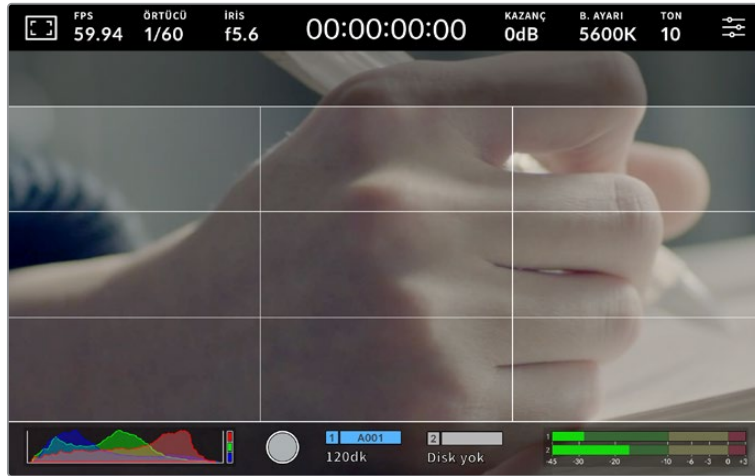 FPS ÖRTÜCÜ İRİS KAZANÇ B. AYARI TON
59.94 1/60 f5.6 00:00:00:00 0dB 5600K 10
1 A001 2
120dk Disk yok
1
2
-45 -30 -20 -10 -6 -3 0 +3